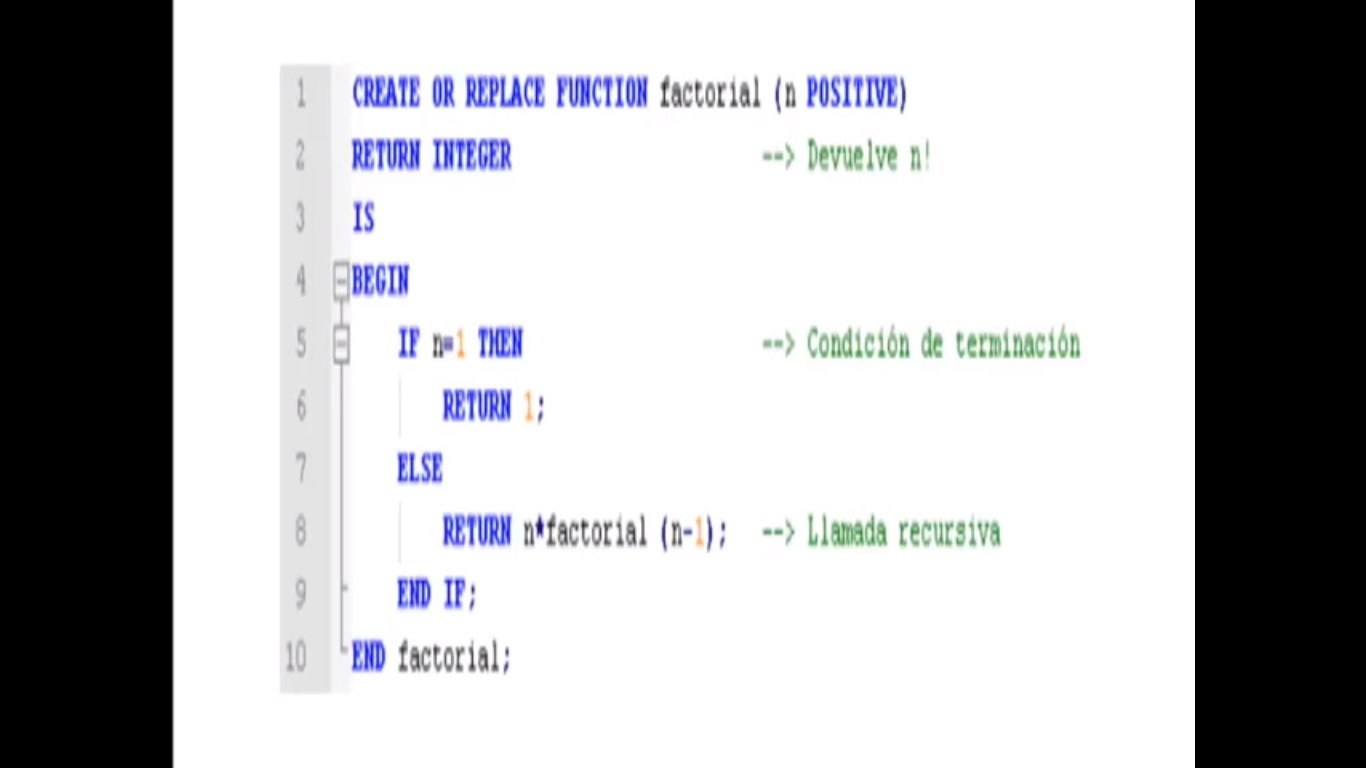 1 CREATE OR REPLACE FUNCTION factorial (n POSITIVE)
2 RETURN INTEGER --> Devuelve n!
3 IS
4 BEGIN
5 IF n=1 THEN --> Condición de terminación
6 RETURN 1;
7 ELSE
8 RETURN n*factorial (n-1); --> Llamada recursiva
9 END IF;
10 END factorial;